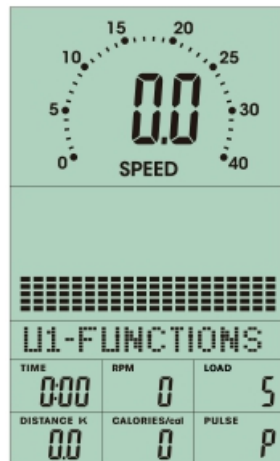 15 20
10 25
5 0.0 30
0 SPEED 40
U1-FUNCTIONS
TIME RPM LOAD
0:00 0 5
DISTANCE K CALORIES/cal PULSE
0.0 0 P